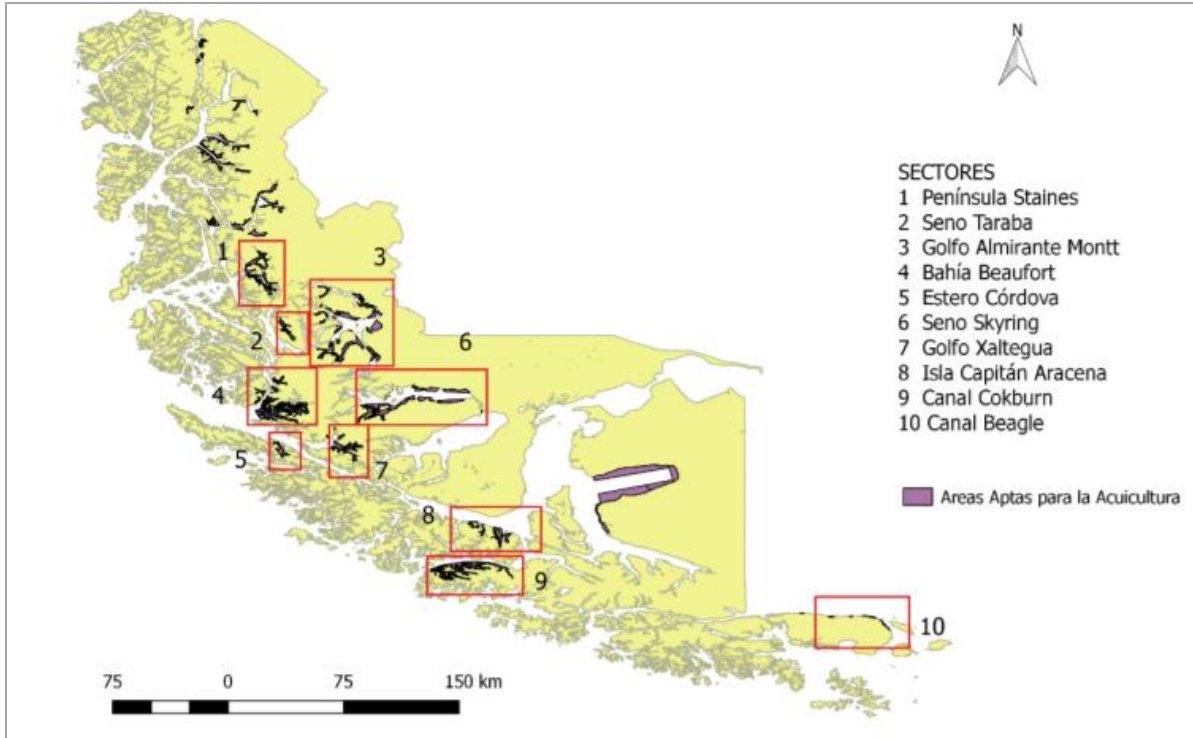 N
SECTORES
1 Península Staines
2 Seno Taraba
3 Golfo Almirante Montt
4 Bahía Beaufort
5 Estero Córdova
6 Seno Skyring
7 Golfo Xaltegua
8 Isla Capitán Aracena
9 Canal Cokburn
10 Canal Beagle
Areas Aptas para la Acuicultura
1
3
2
6
4
5
7
8
9
10
75 0 75 150 km